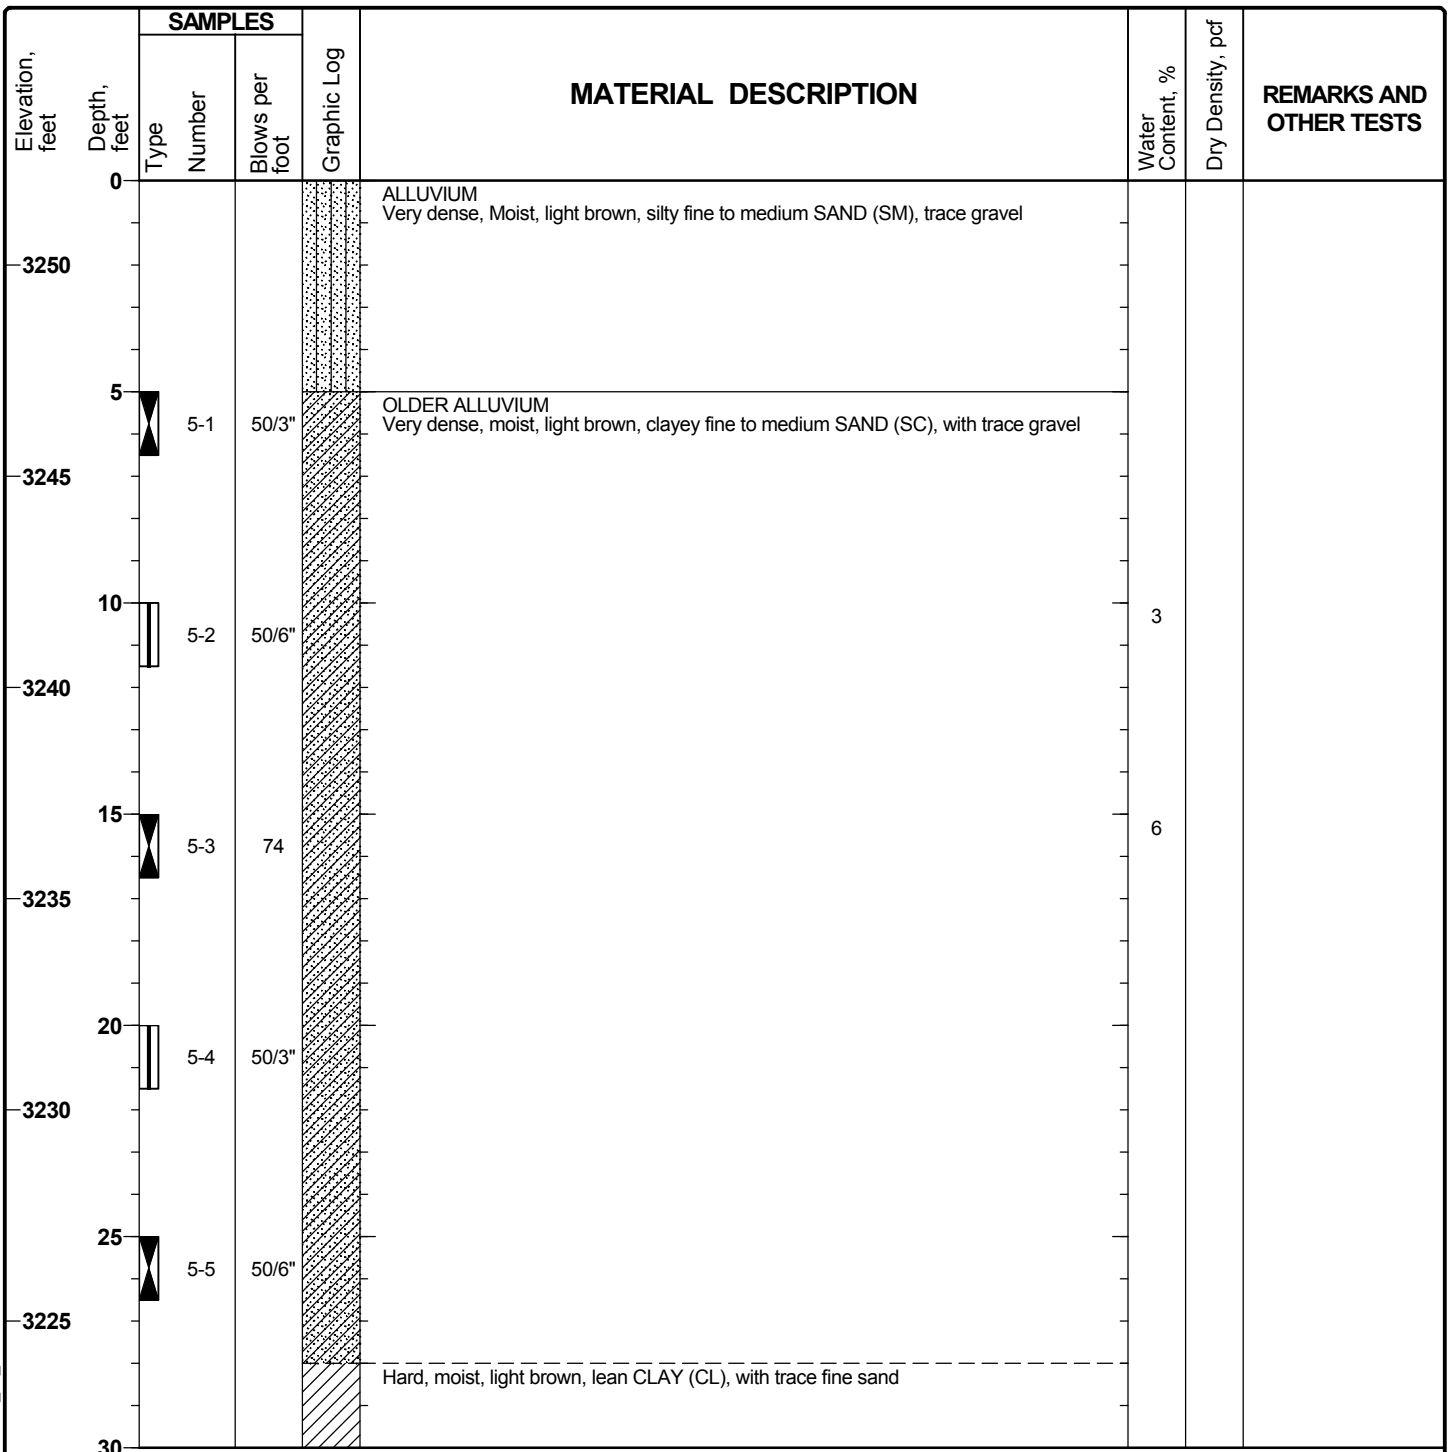 SAMPLES
Elevation,
feet
Depth,
feet
Type
Number
Blows per
foot
Graphic Log
MATERIAL DESCRIPTION
Water
Content, %
Dry Density, pcf
REMARKS AND
OTHER TESTS
0
ALLUVIUM
Very dense, Moist, light brown, silty fine to medium SAND (SM), trace gravel
3250
5
OLDER ALLUVIUM
5-1 50/3" Very dense, moist, light brown, clayey fine to medium SAND (SC), with trace gravel
3245
10
3
5-2 50/6"
3240
15
6
5-3 74
3235
20
5-4 50/3"
3230
25
5-5 50/6"
3225
Hard, moist, light brown, lean CLAY (CL), with trace fine sand
30